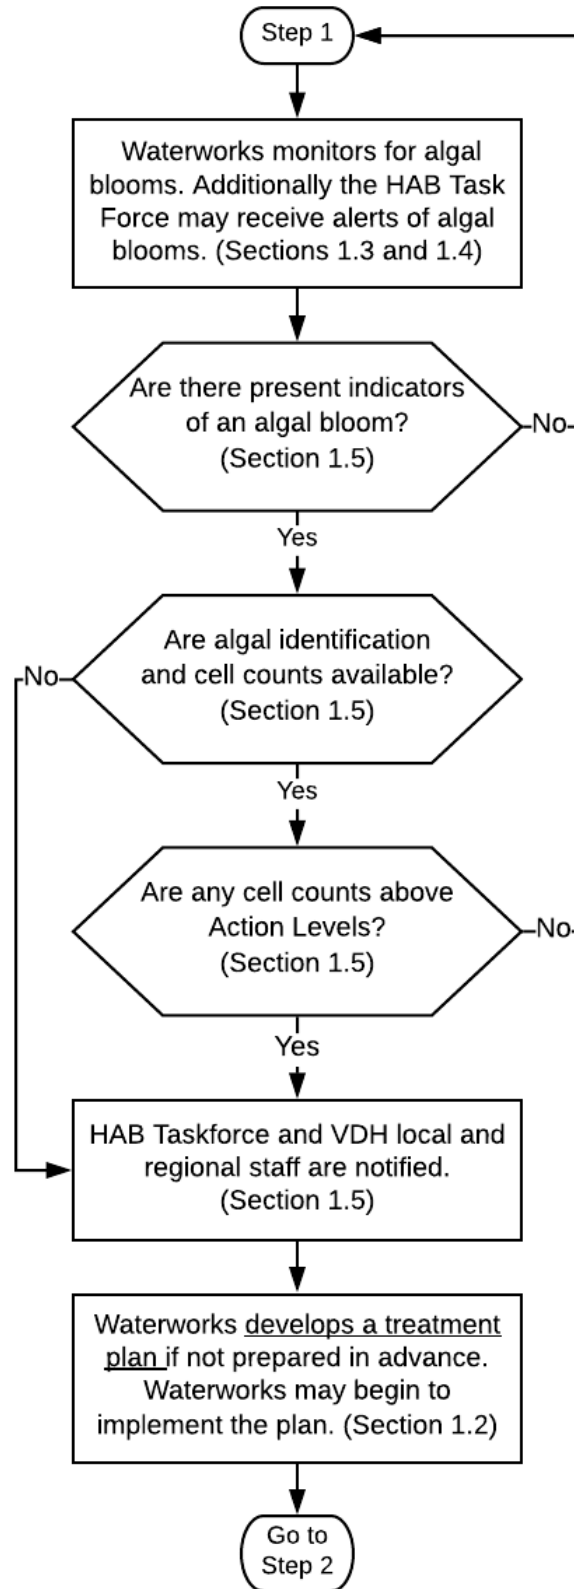 Step 1
Waterworks monitors for algal
blooms. Additionally the HAB Task
Force may receive alerts of algal
blooms. (Sections 1.3 and 1.4)
Are there present indicators
of an algal bloom?
(Section 1.5)
No
Yes
Are algal identification
and cell counts available?
(Section 1.5)
No
Yes
Are any cell counts above
Action Levels?
(Section 1.5)
No
Yes
HAB Taskforce and VDH local and
regional staff are notified.
(Section 1.5)
Waterworks develops a treatment
plan if not prepared in advance.
Waterworks may begin to
implement the plan. (Section 1.2)
Go to
Step 2